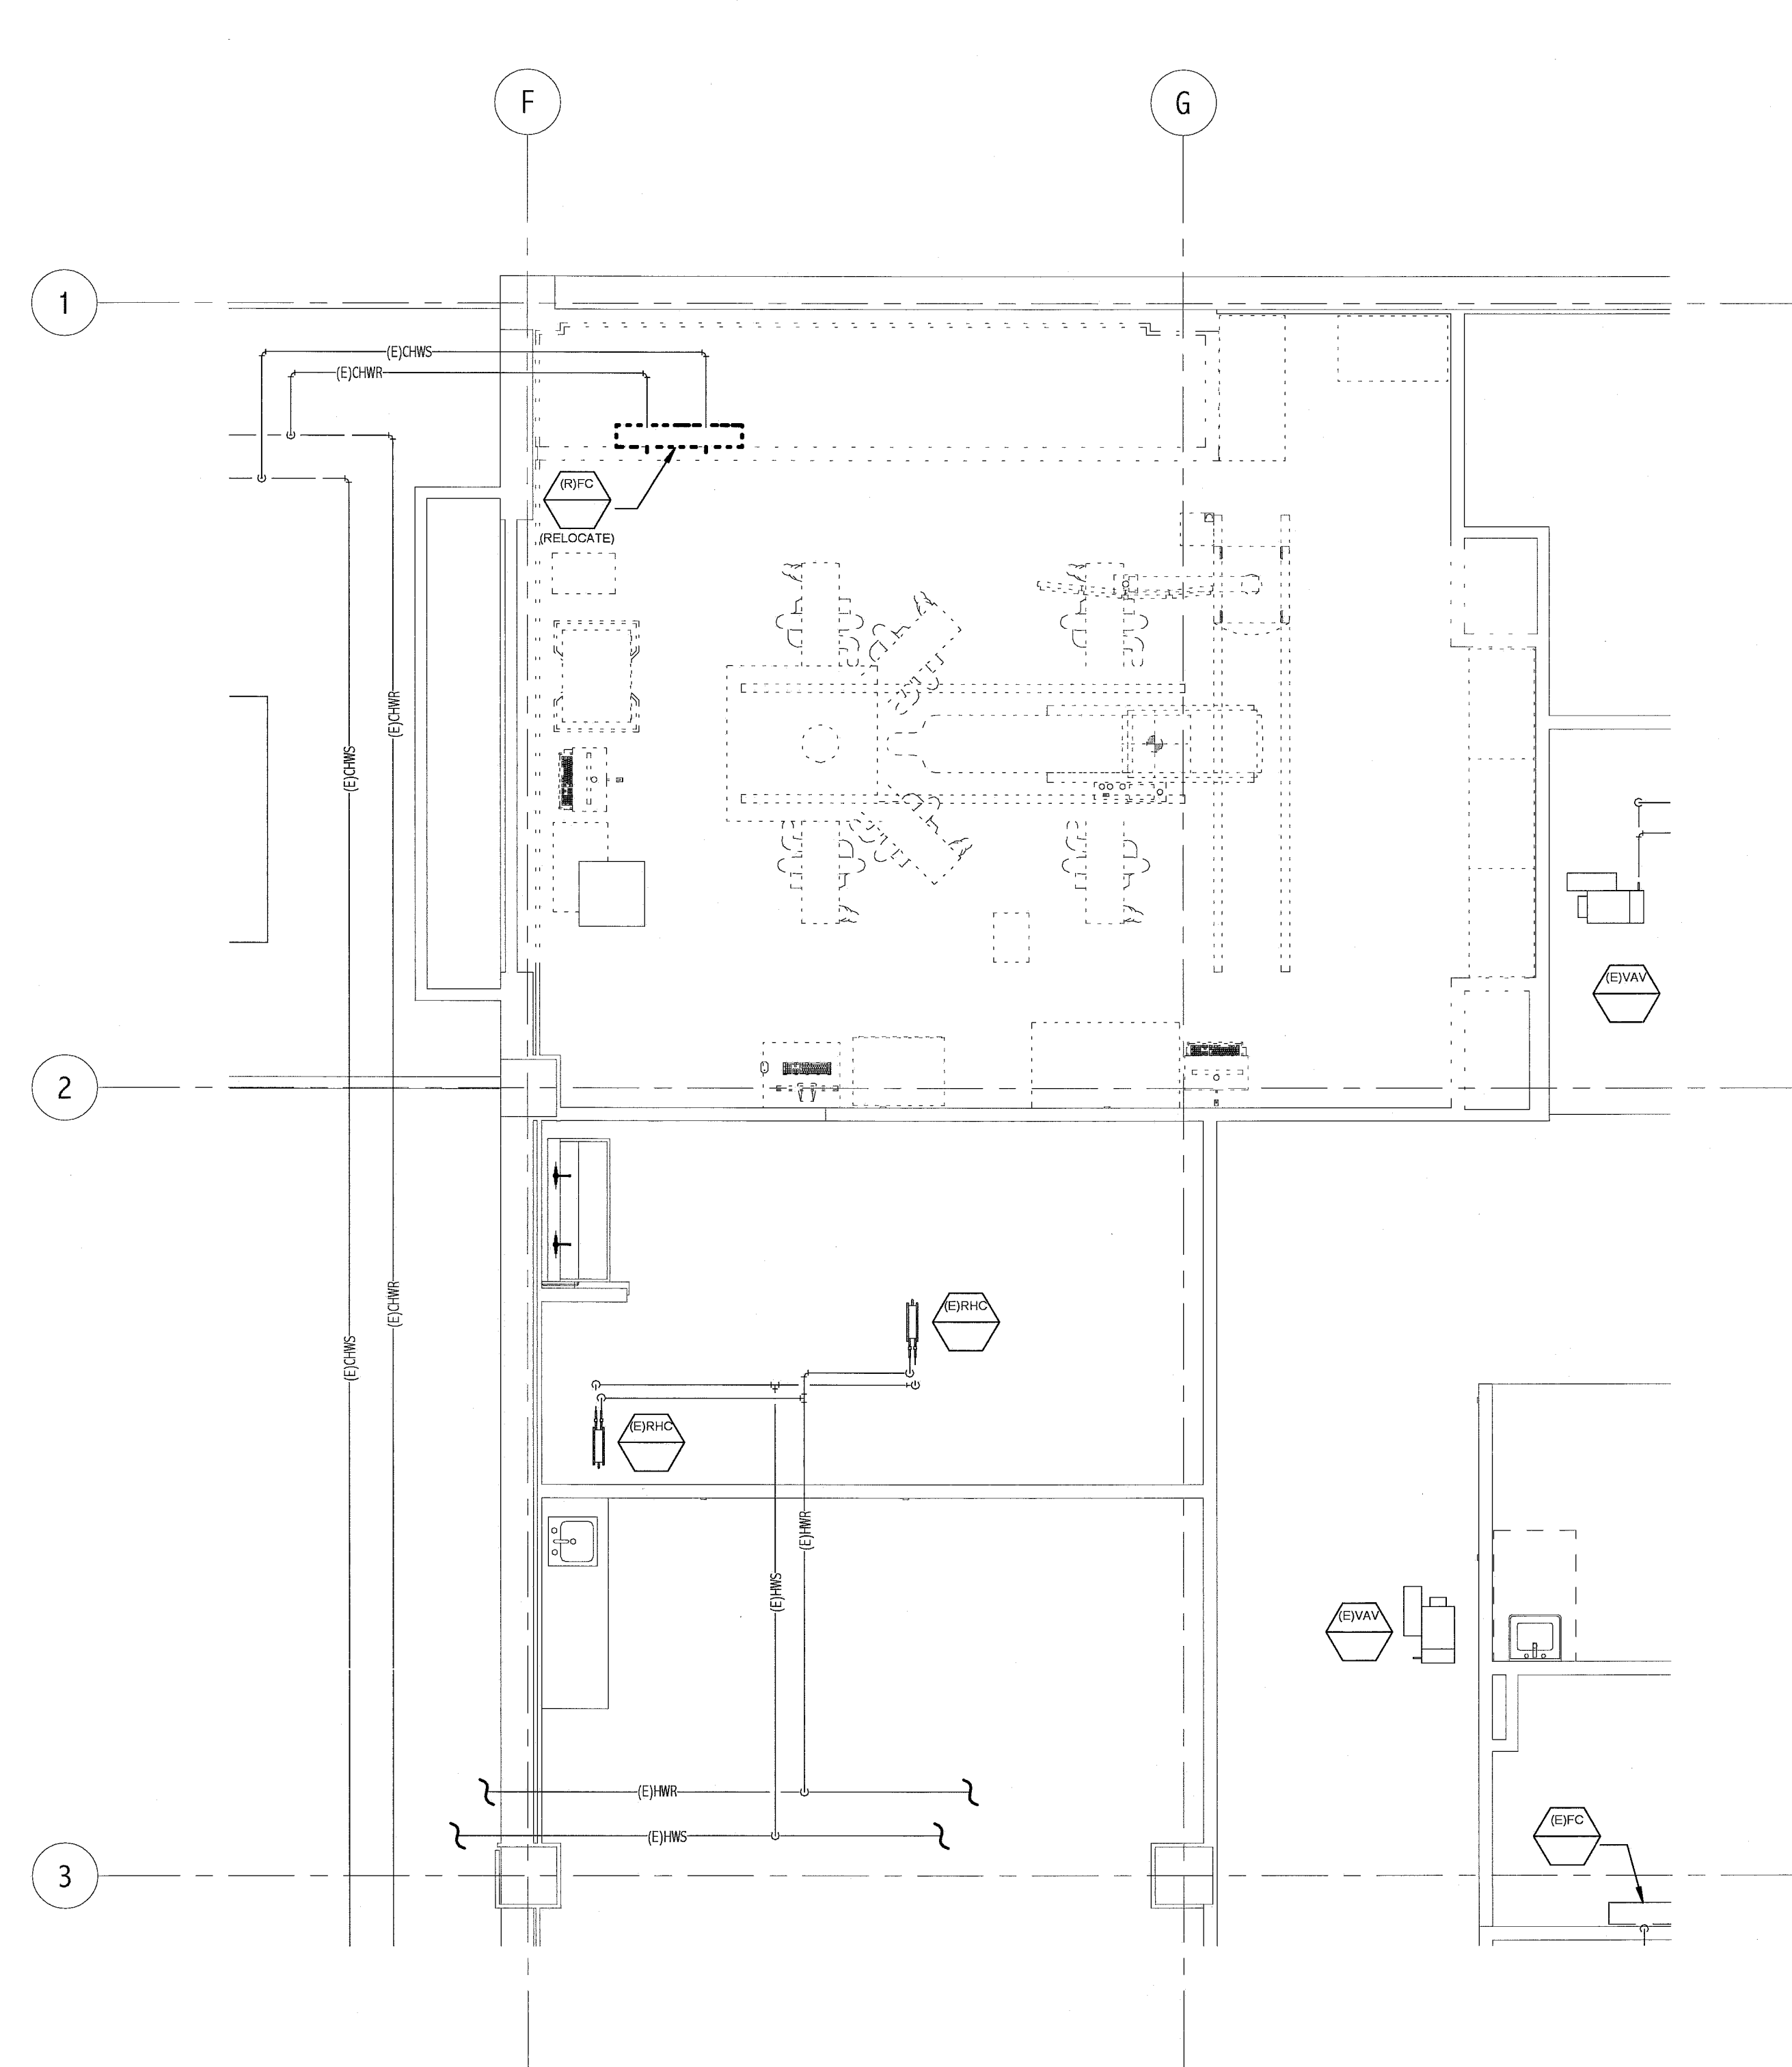 F
G
1
(E)CHWS
(E)CHWR
(R)FC
(RELOCATE)
(E)CHWR
(E)CHWS
(E)VAV
2
(E)CHWR
(E)RHC
(E)CHWS
(E)RHC
(E)HWR
(E)HWS
(E)VAV
(E)HWR
(E)FC
(E)HWS
3